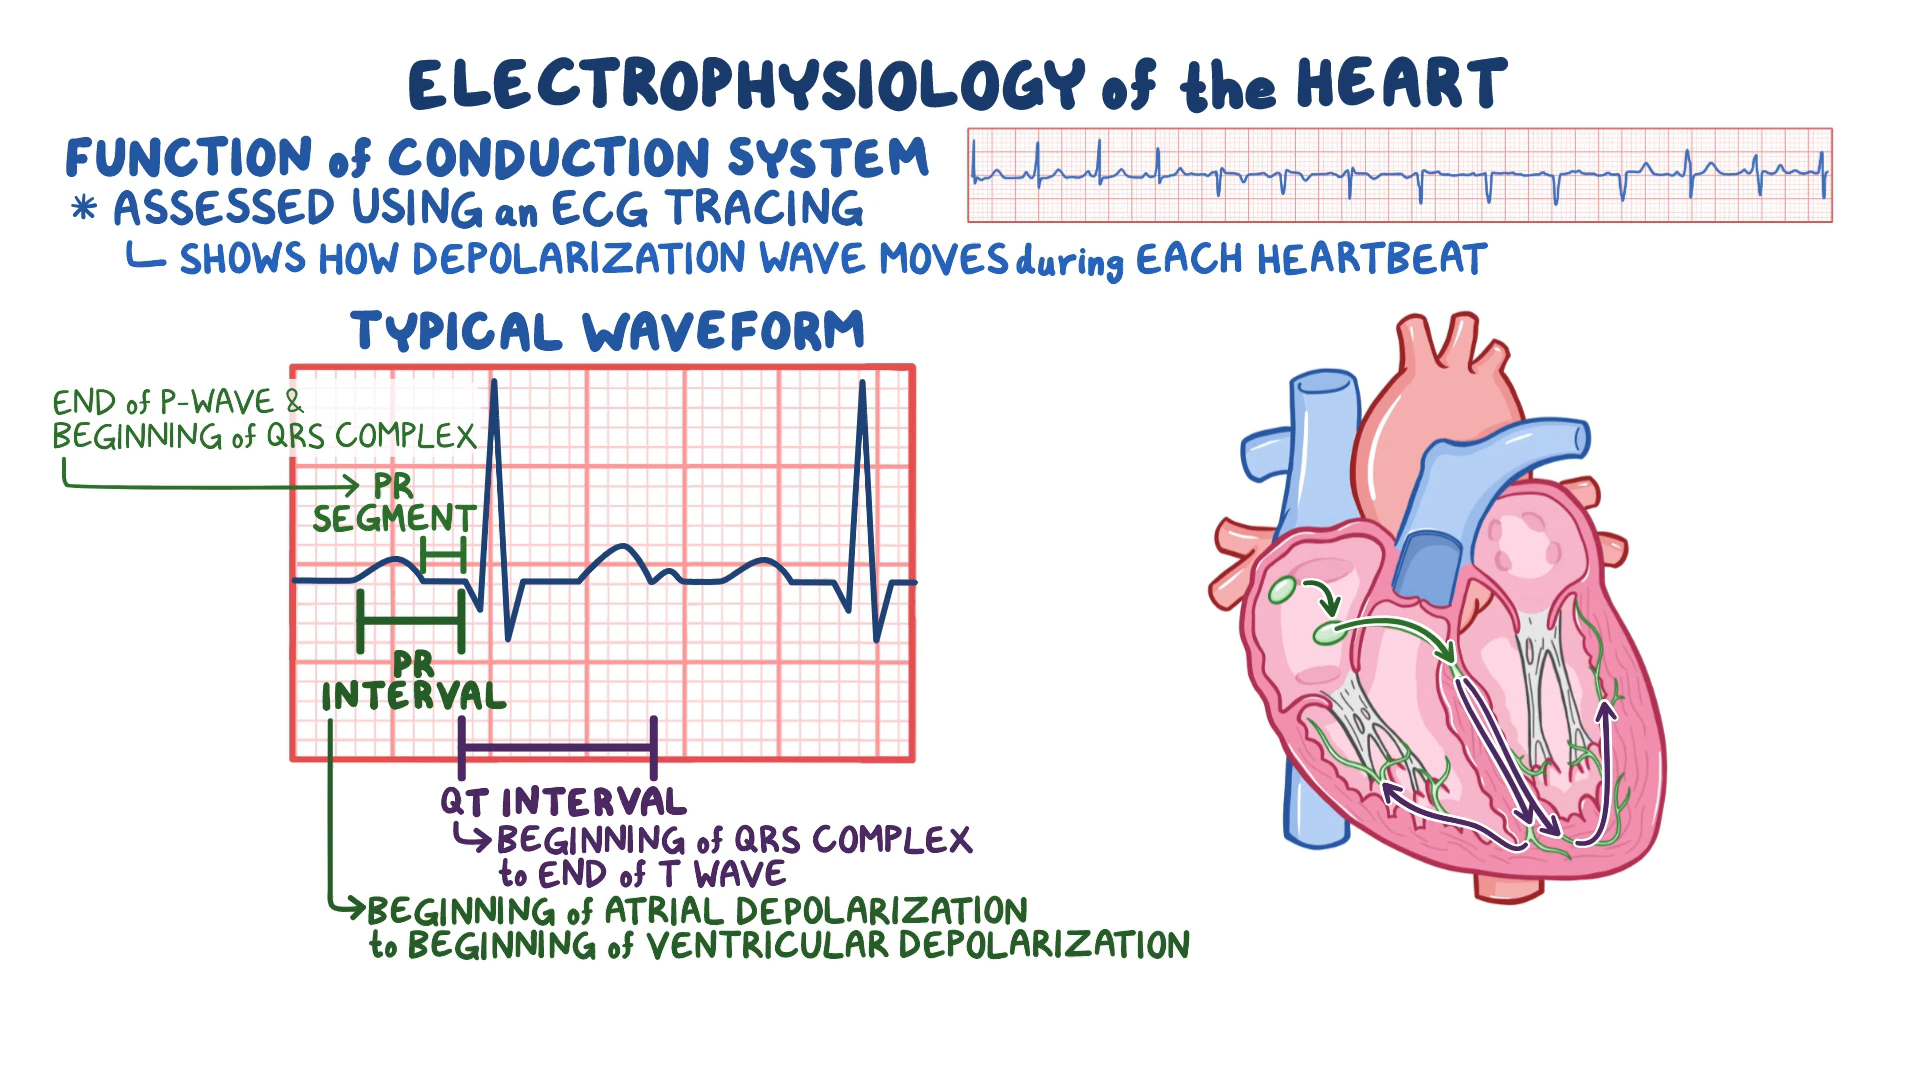 ELECTROPHYSIOLOGY of the HEART
FUNCTION of CONDUCTION SYSTEM
* ASSESSED USING an ECG TRACING
SHOWS HOW DEPOLARIZATION WAVE MOVES during EACH HEARTBEAT
TYPICAL WAVEFORM
END of P-WAVE &
BEGINNING of QRS COMPLEX
PR
SEGMENT
PR
INTERVAL
QT INTERVAL
BEGINNING of QRS COMPLEX
to END of T WAVE
BEGINNING of ATRIAL DEPOLARIZATION
to BEGINNING of VENTRICULAR DEPOLARIZATION